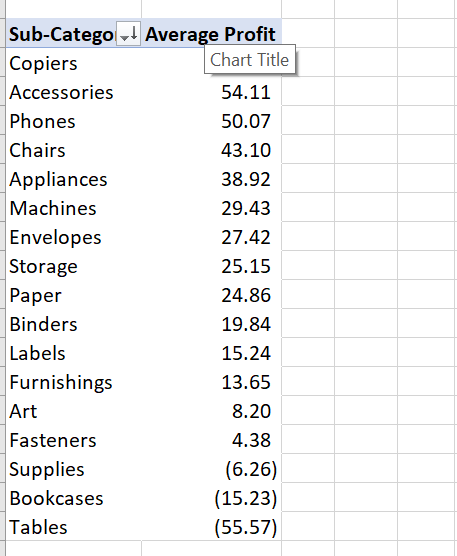 Sub-Catego Average Profit
Copiers
Chart Title
Accessories 54.11
Phones 50.07
Chairs 43.10
Appliances 38.92
Machines 29.43
Envelopes 27.42
Storage 25.15
Paper 24.86
Binders 19.84
Labels 15.24
Furnishings 13.65
Art 8.20
Fasteners 4.38
Supplies (6.26)
Bookcases (15.23)
Tables (55.57)